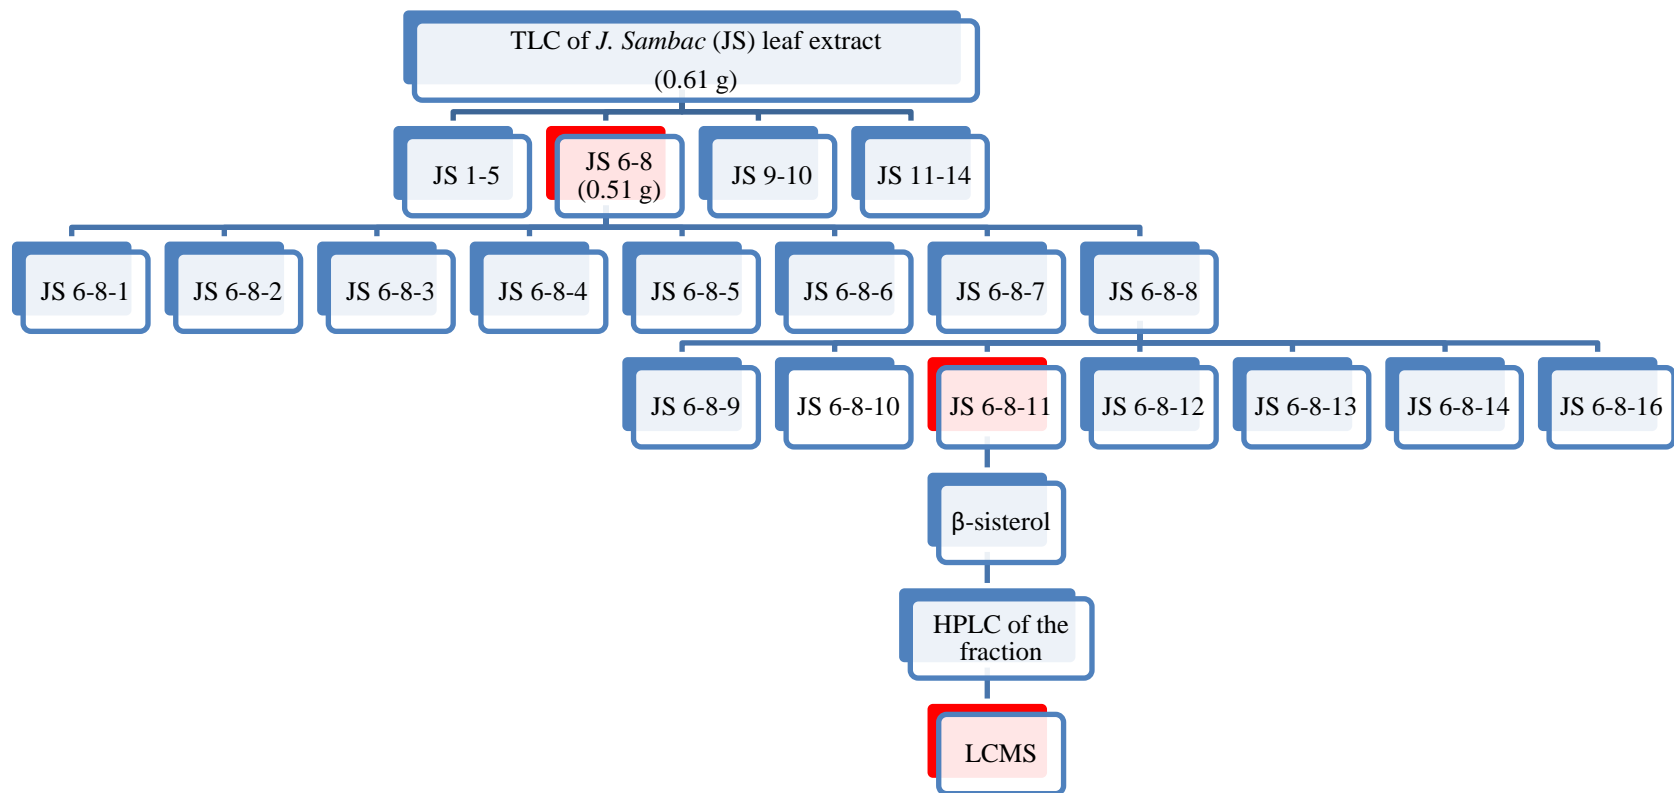 TLC of J. Sambac (JS) leaf extract
(0.61 g)
JS 1-5
JS 6-8
(0.51 g)
JS 9-10
JS 11-14
JS 6-8-1
JS 6-8-2
JS 6-8-3
JS 6-8-4
JS 6-8-5
JS 6-8-6
JS 6-8-7
JS 6-8-8
JS 6-8-9
JS 6-8-10
JS 6-8-11
JS 6-8-12
JS 6-8-13
JS 6-8-14
JS 6-8-16
β-sisterol
HPLC of the
fraction
LCMS